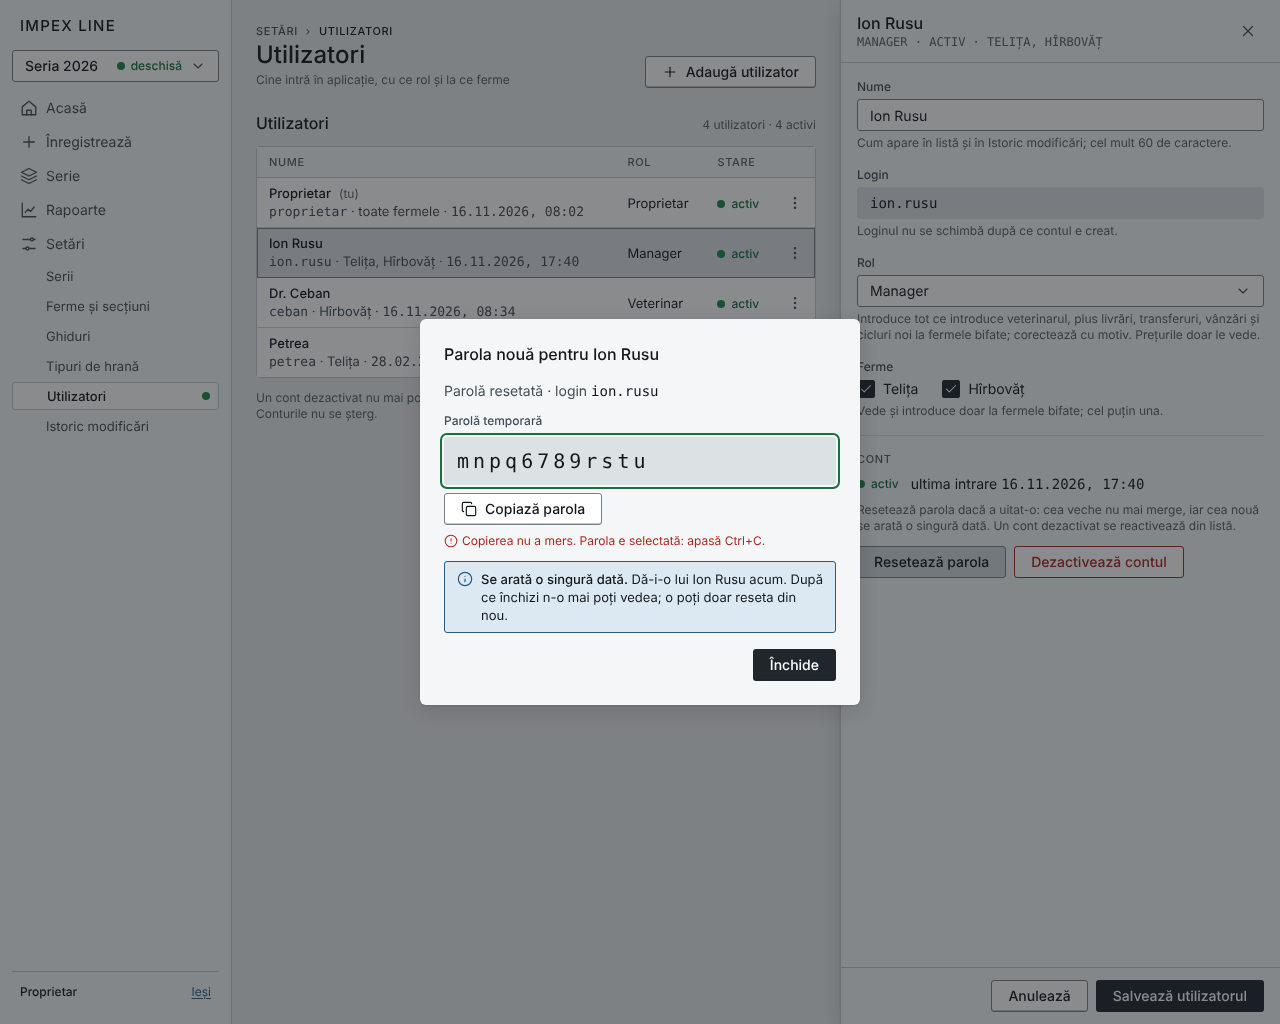 IMPEX LINE
Seria 2026 deschisă
Acasă
Înregistrează
Serie
Rapoarte
Setări
Serii
Ferme și secțiuni
Ghiduri
Tipuri de hrană
Utilizatori
Istoric modificări
Proprietar Ieși
SETĂRI › UTILIZATORI
Utilizatori
Cine intră în aplicație, cu ce rol și la ce ferme
Adaugă utilizator
Utilizatori
4 utilizatori · 4 activi
NUME ROL STARE
Proprietar (tu)
proprietar · toate fermele · 16.11.2026, 08:02
Proprietar activ
Ion Rusu
ion.rusu · Telița, Hîrbovăț · 16.11.2026, 17:40
Manager activ
Dr. Ceban
ceban · Hîrbovăț · 16.11.2026, 08:34
Veterinar activ
Petrea
petrea · Telița · 28.02.
Un cont dezactivat nu mai po
Conturile nu se șterg.
Ion Rusu
MANAGER · ACTIV · TELIȚA, HÎRBOVĂȚ
Nume
Ion Rusu
Cum apare în listă și în Istoric modificări; cel mult 60 de caractere.
Login
ion.rusu
Loginul nu se schimbă după ce contul e creat.
Rol
Manager
Introduce tot ce introduce veterinarul, plus livrări, transferuri, vânzări și
cicluri noi la fermele bifate; corectează cu motiv. Prețurile doar le vede.
Ferme
Telița Hîrbovăț
Vede și introduce doar la fermele bifate; cel puțin una.
CONT
activ ultima intrare 16.11.2026, 17:40
Resetează parola dacă a uitat-o: cea veche nu mai merge, iar cea nouă
se arată o singură dată. Un cont dezactivat se reactivează din listă.
Resetează parola Dezactivează contul
Anulează Salvează utilizatorul
Parola nouă pentru Ion Rusu
Parolă resetată · login ion.rusu
Parolă temporară
mnpq6789rstu
Copiază parola
Copierea nu a mers. Parola e selectată: apasă Ctrl+C.
Se arată o singură dată. Dă-i-o lui Ion Rusu acum. După
ce închizi n-o mai poți vedea; o poți doar reseta din
nou.
Închide